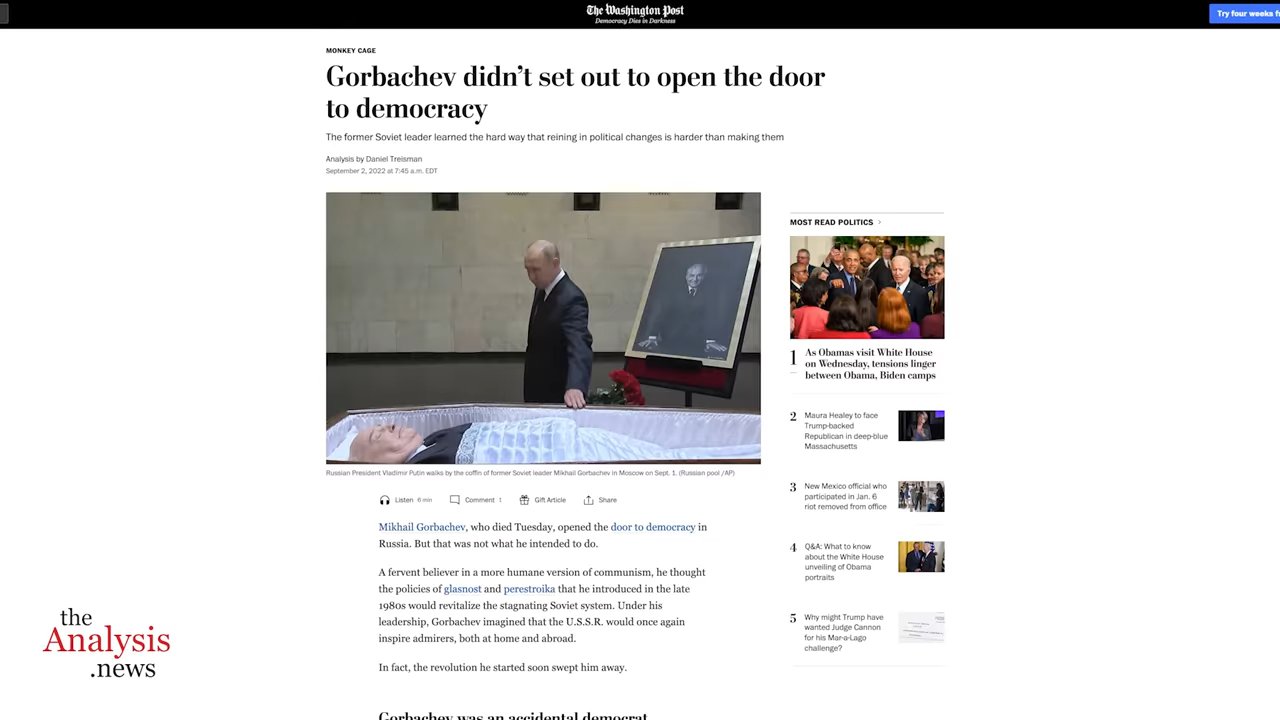 The Washington Post
Democracy Dies in Darkness
Try four weeks
MONKEY CAGE
Gorbachev didn't set out to open the door
to democracy
The former Soviet leader learned the hard way that reining in political changes is harder than making them
Analysis by Daniel Treisman
September 2, 2022 at 7:45 a.m. EDT
Russian President Vladimir Putin walks by the coffin of former Soviet leader Mikhail Gorbachev in Moscow on Sept. 1. (Russian pool /AP)
Listen 6 min
Comment 1
Gift Article
Share
Mikhail Gorbachev, who died Tuesday, opened the door to democracy in
Russia. But that was not what he intended to do.
A fervent believer in a more humane version of communism, he thought
the policies of glasnost and perestroika that he introduced in the late
1980s would revitalize the stagnating Soviet system. Under his
leadership, Gorbachev imagined that the U.S.S.R. would once again
inspire admirers, both at home and abroad.
In fact, the revolution he started soon swept him away.
Gorbachev was an accidental democrat
MOST READ POLITICS >
1 As Obamas visit White House
on Wednesday, tensions linger
between Obama, Biden camps
2 Maura Healey to face
Trump-backed
Republican in deep-blue
Massachusetts
3 New Mexico official who
participated in Jan. 6
riot removed from office
4 Q&A: What to know
about the White House
unveiling of Obama
portraits
5 Why might Trump have
wanted Judge Cannon
for his Mar-a-Lago
challenge?
the
Analysis
.news